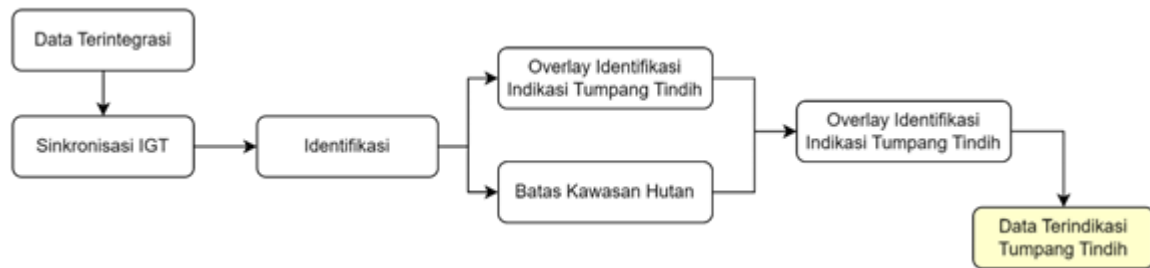 Data Terintegrasi
Sinkronisasi IGT
Identifikasi
Overlay Identifikasi
Indikasi Tumpang Tindih
Batas Kawasan Hutan
Overlay Identifikasi
Indikasi Tumpang Tindih
Data Terindikasi
Tumpang Tindih